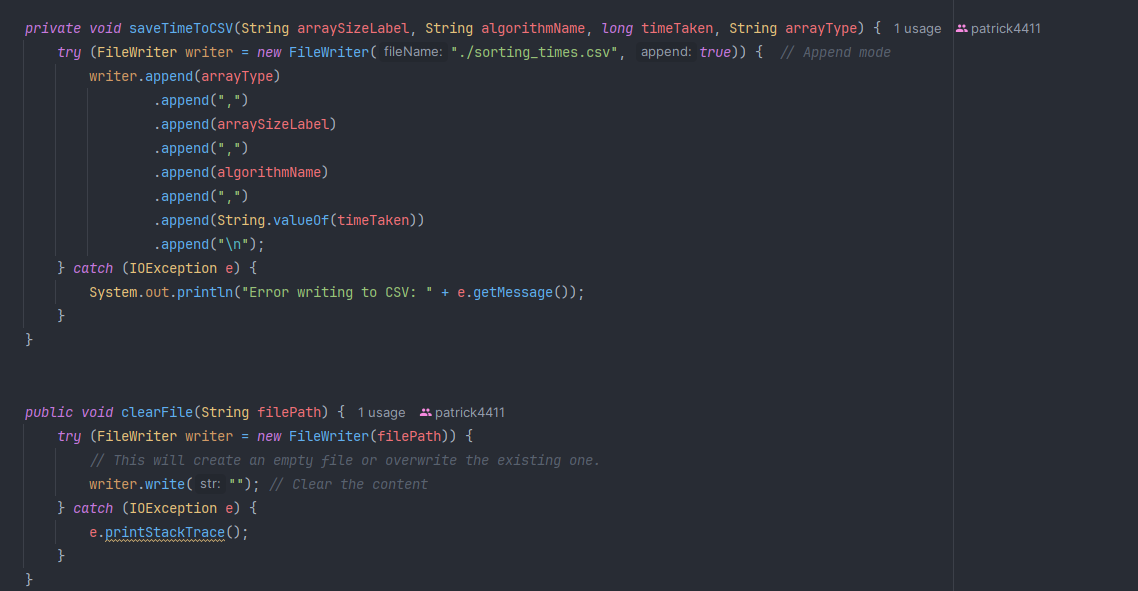 private void saveTimeToCSV(String arraySizeLabel, String algorithmName, long timeTaken, String arrayType) { 1 usage patrick4411
try (FileWriter writer = new FileWriter( fileName: "./sorting_times.csv", append: true)) { // Append mode
writer.append(arrayType)
.append(",")
.append(arraySizeLabel)
.append(",")
.append(algorithmName)
.append(",")
.append(String.valueOf(timeTaken))
.append("\n");
} catch (IOException e) {
System.out.println("Error writing to CSV: " + e.getMessage());
}
}
public void clearFile(String filePath) { 1 usage patrick4411
try (FileWriter writer = new FileWriter(filePath)) {
// This will create an empty file or overwrite the existing one.
writer.write( str: ""); // Clear the content
} catch (IOException e) {
e.printStackTrace();
}
}